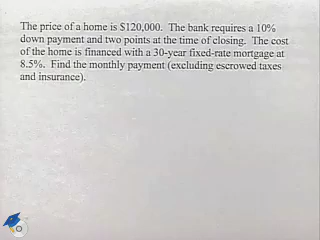 The price of a home is $120,000.  The bank requires a 10%
down payment and two points at the time of closing.  The cost
of the home is financed with a 30-year fixed-rate mortgage at
8.5%.  Find the monthly payment (excluding escrowed taxes
and insurance).